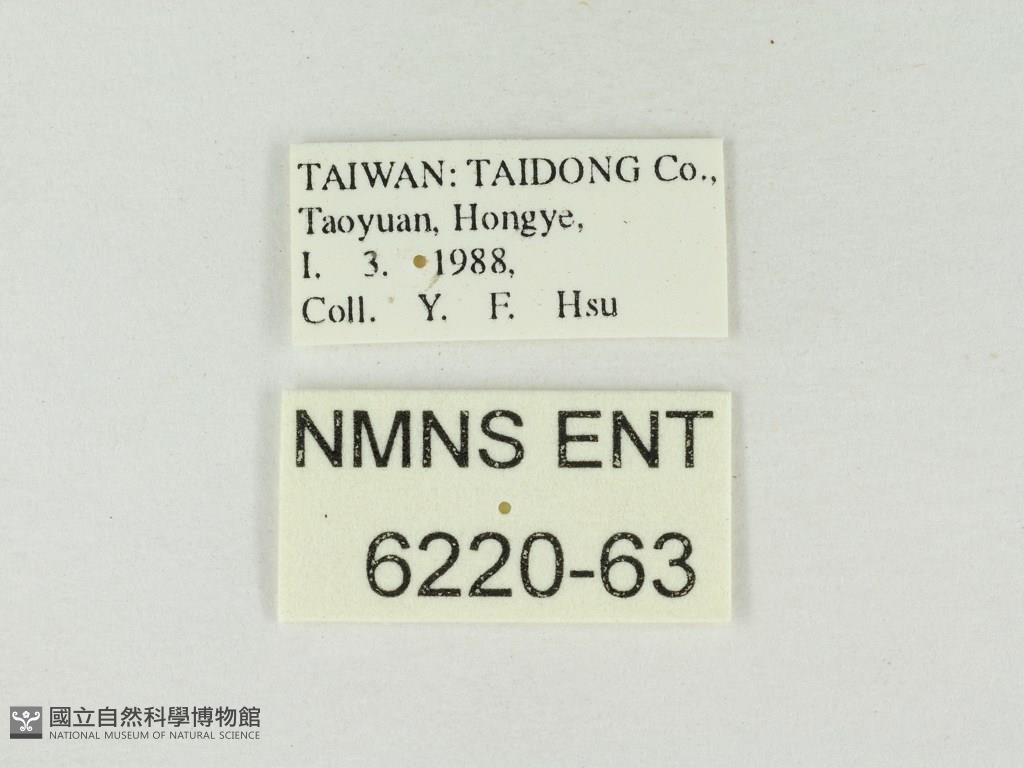 TAIWAN: TAIDONG Co.,
Taoyuan, Hongye,
I. 3. 1988,
Coll. Y. F. Hsu
NMNS ENT
6220-63
國立自然科學博物館
NATIONAL MUSEUM OF NATURAL SCIENCE